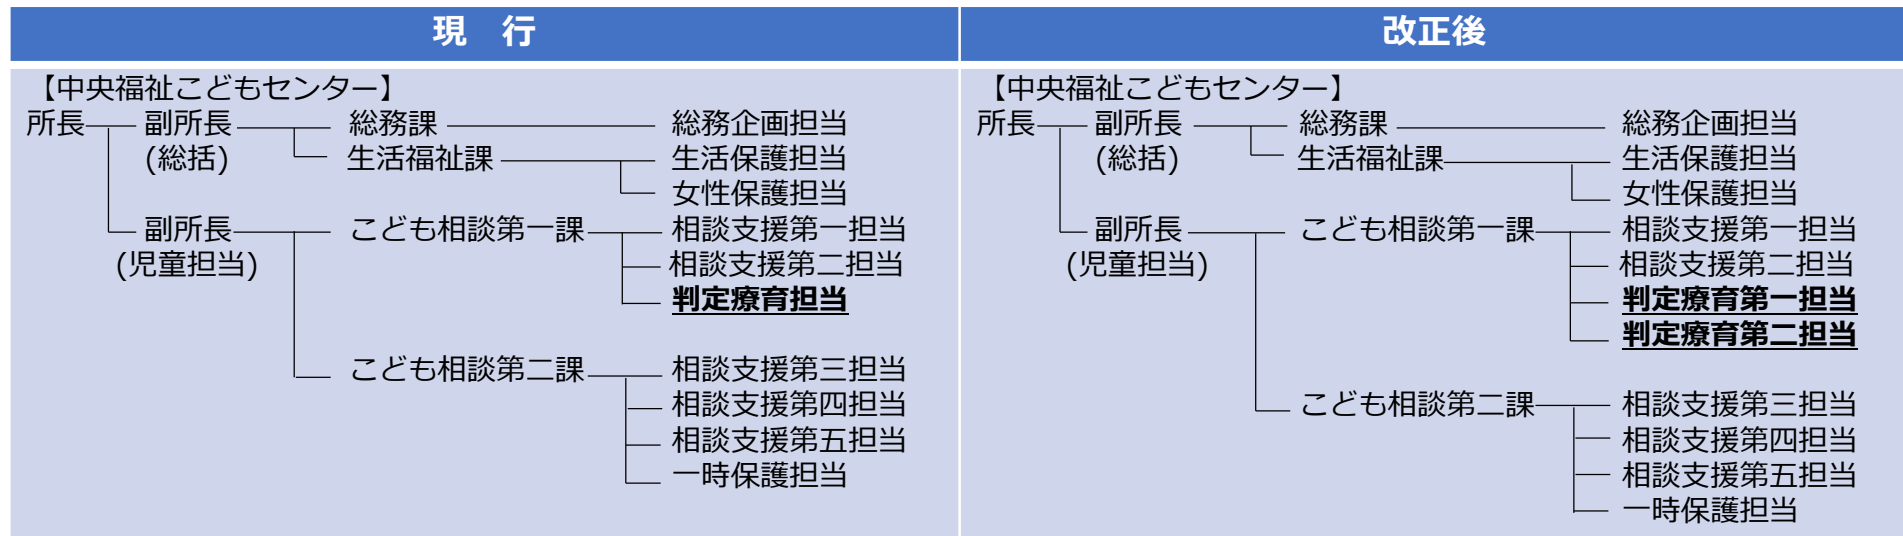 現　行
【中央福祉こどもセンター】
所長 副所長 総務課 総務企画担当
(総括) 生活福祉課 生活保護担当
女性保護担当
副所長 こども相談第一課 相談支援第一担当
(児童担当) 相談支援第二担当
判定療育担当
こども相談第二課 相談支援第三担当
相談支援第四担当
相談支援第五担当
一時保護担当
改正後
【中央福祉こどもセンター】
所長 副所長 総務課 総務企画担当
(総括) 生活福祉課 生活保護担当
女性保護担当
副所長 こども相談第一課 相談支援第一担当
(児童担当) 相談支援第二担当
判定療育第一担当
判定療育第二担当
こども相談第二課 相談支援第三担当
相談支援第四担当
相談支援第五担当
一時保護担当